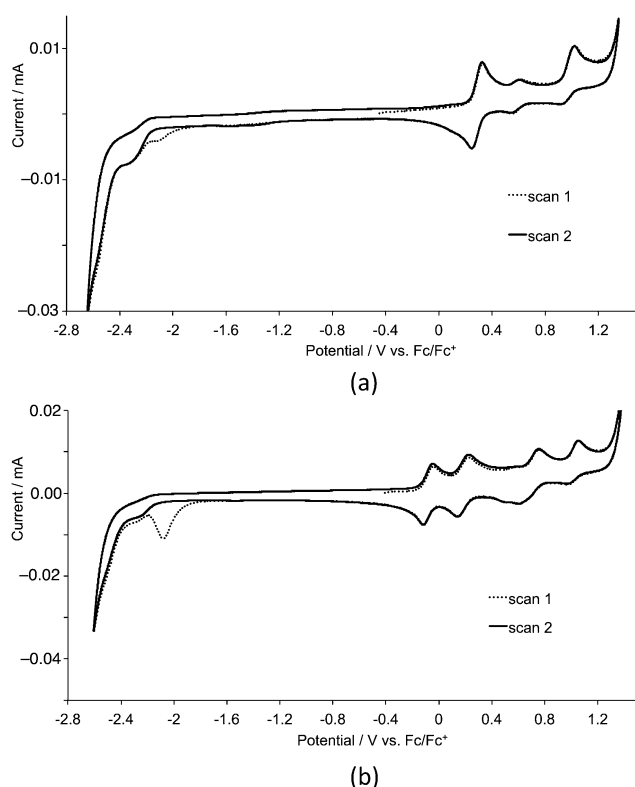 0.01
Current / mA
−0.01
scan 1
scan 2
−0.03
-2.8 -2.4 -2 -1.6 -1.2 -0.8 -0.4 0 0.4 0.8 1.2
Potential / V vs. Fc/Fc⁺
(a)
0.02
0.00
Current / mA
−0.02
scan 1
scan 2
−0.04
-2.8 -2.4 -2 -1.6 -1.2 -0.8 -0.4 0 0.4 0.8 1.2
Potential / V vs. Fc/Fc⁺
(b)